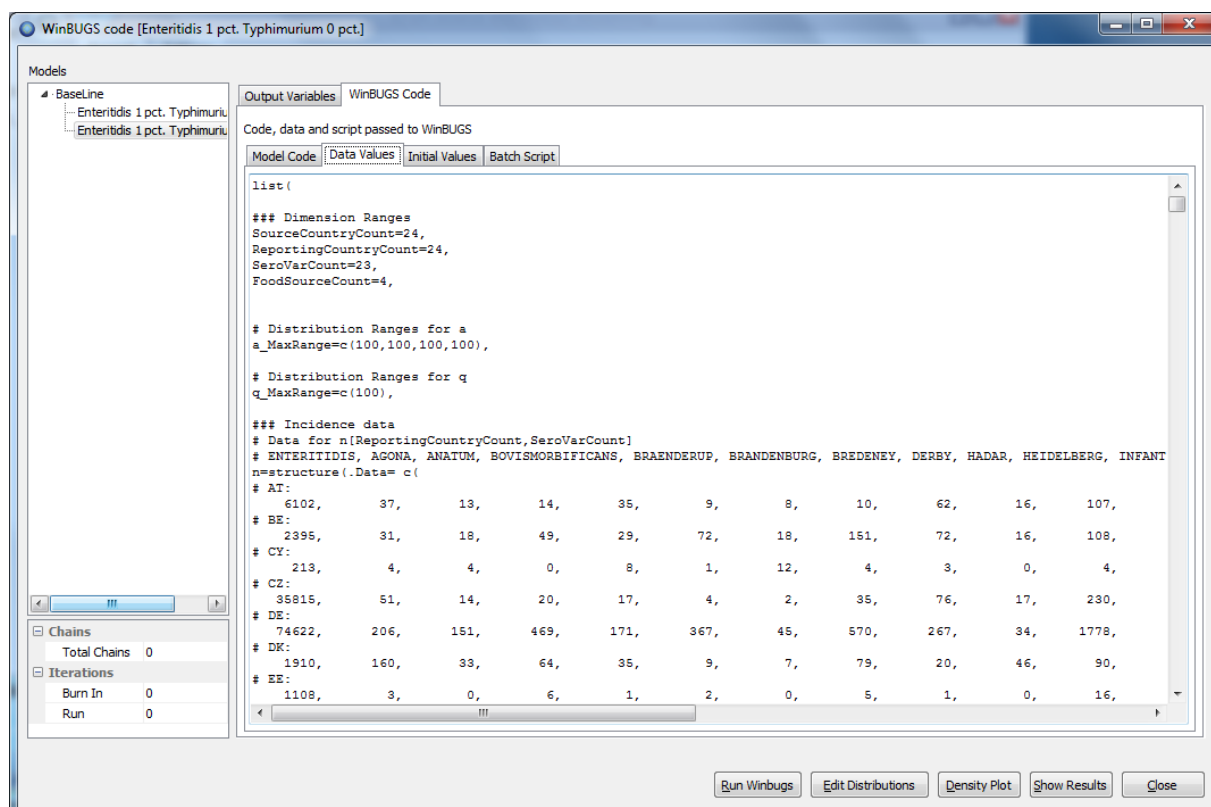 WinBUGS code [Enteritidis 1 pct. Typhimurium 0 pct.]
Models
BaseLine
Enteritidis 1 pct. Typhimuriu
Enteritidis 1 pct. Typhimuriu
Output Variables WinBUGS Code
Code, data and script passed to WinBUGS
Model Code Data Values Initial Values Batch Script
list(
### Dimension Ranges
SourceCountryCount=24,
ReportingCountryCount=24,
SeroVarCount=23,
FoodSourceCount=4,
# Distribution Ranges for a
a_MaxRange=c(100,100,100,100),
# Distribution Ranges for q
q_MaxRange=c(100),
### Incidence data
# Data for n[ReportingCountryCount,SeroVarCount]
# ENTERITIDIS, AGONA, ANATUM, BOVISMORBIFICANS, BRAENDERUP, BRANDENBURG, BREDENEY, DERBY, HADAR, HEIDELBERG, INFANT
n=structure(.Data= c(
# AT:
6102, 37, 13, 14, 35, 9, 8, 10, 62, 16, 107,
# BE:
2395, 31, 18, 49, 29, 72, 18, 151, 72, 16, 108,
# CY:
213, 4, 4, 0, 8, 1, 12, 4, 3, 0, 4,
# CZ:
35815, 51, 14, 20, 17, 4, 2, 35, 76, 17, 230,
# DE:
74622, 206, 151, 469, 171, 367, 45, 570, 267, 34, 1778,
# DK:
1910, 160, 33, 64, 35, 9, 7, 79, 20, 46, 90,
# EE:
1108, 3, 0, 6, 1, 2, 0, 5, 1, 0, 16,
Chains
Total Chains 0
Iterations
Burn In 0
Run 0
Run Winbugs Edit Distributions Density Plot Show Results Close